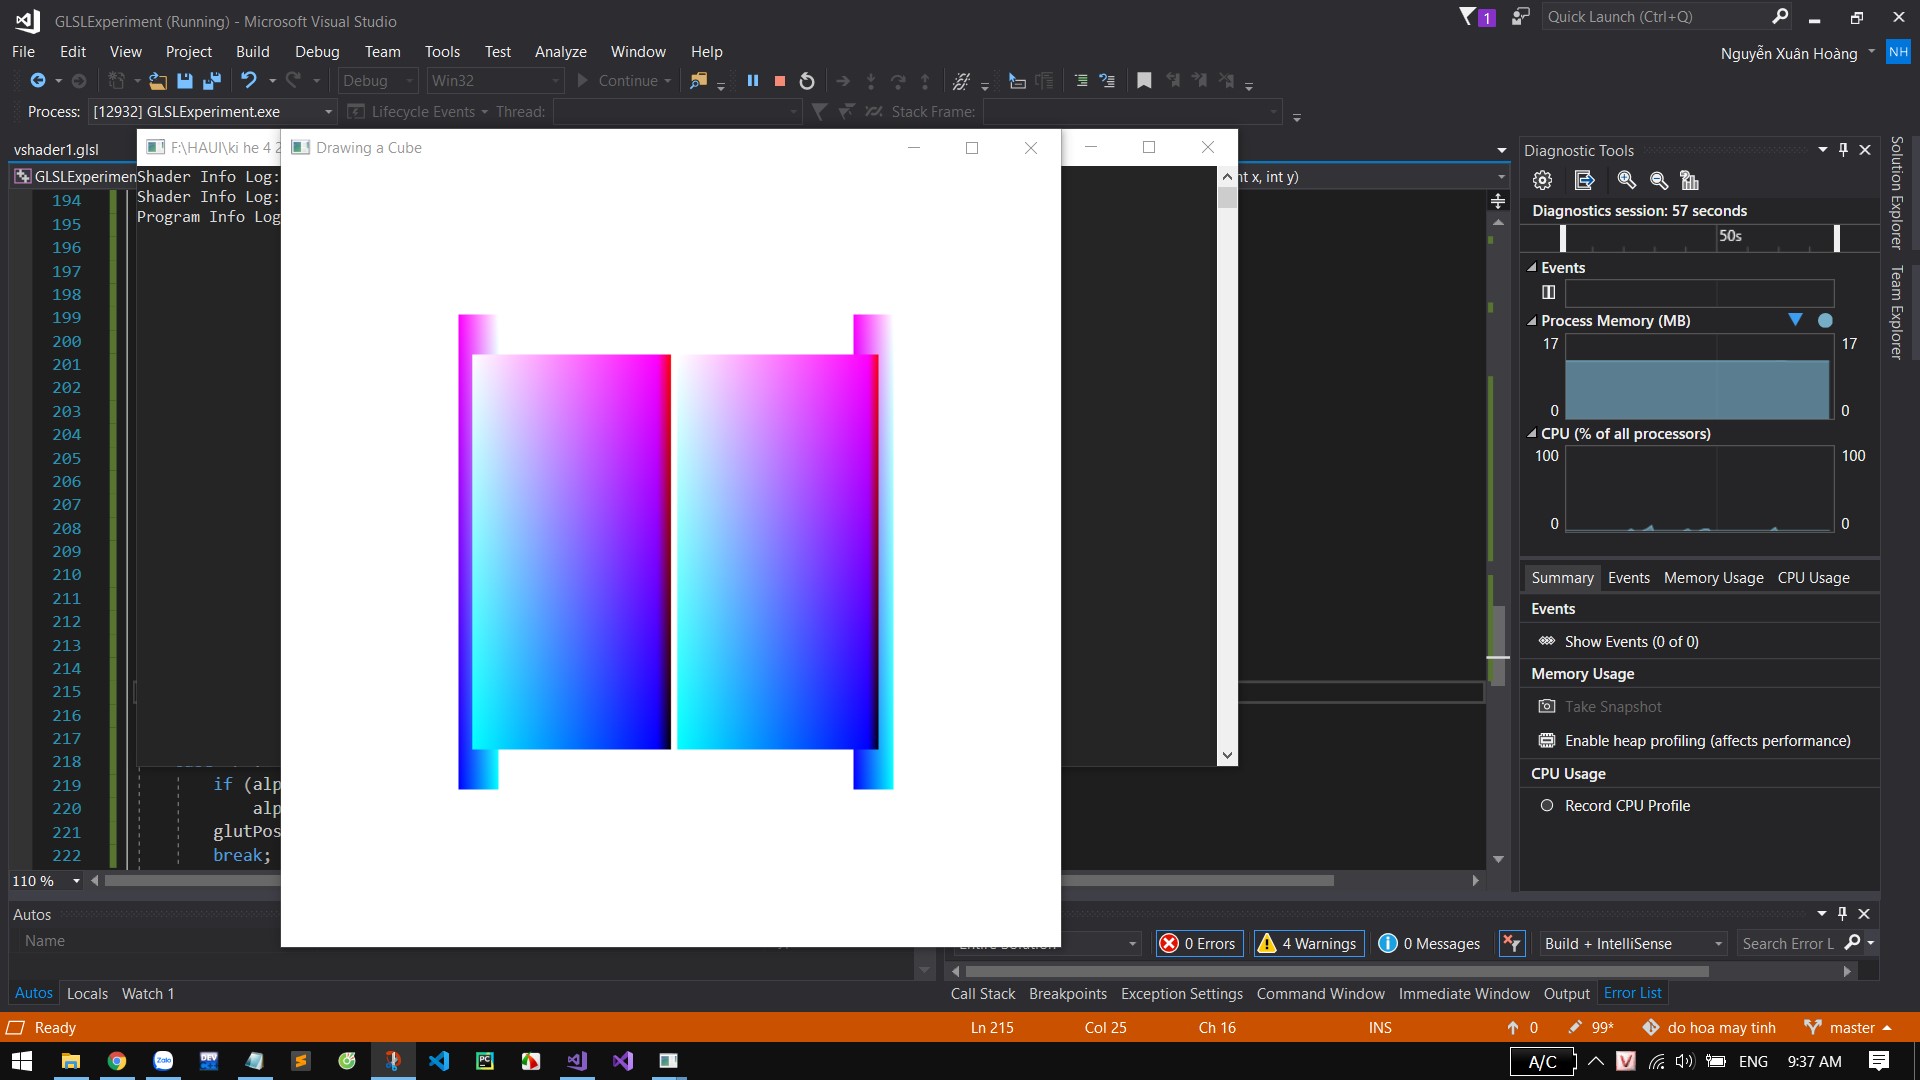 GLSLExperiment (Running) - Microsoft Visual Studio
1
Quick Launch (Ctrl+Q)
File Edit View Project Build Debug Team Tools Test Analyze Window Help
Nguyễn Xuân Hoàng
NH
Debug
Win32
Continue
Process: [12932] GLSLExperiment.exe
Lifecycle Events
Thread:
Stack Frame:
vshader1.glsl
F:\HAUI\ki he 4 2
Drawing a Cube
GLSLExperimen
nt x, int y)
Shader Info Log:
Shader Info Log:
Program Info Log
194
195
196
197
198
199
200
201
202
203
204
205
206
207
208
209
210
211
212
213
214
215
216
217
218
219 if (alp
220 alp
221 glutPos
222 break;
110 %
Diagnostic Tools
Diagnostics session: 57 seconds
50s
Events
Process Memory (MB)
17 17
0 0
CPU (% of all processors)
100 100
0 0
Summary Events Memory Usage CPU Usage
Events
Show Events (0 of 0)
Memory Usage
Take Snapshot
Enable heap profiling (affects performance)
CPU Usage
Record CPU Profile
Solution Explorer
Team Explorer
Autos
Name
Autos Locals Watch 1
Entire Solution
0 Errors
4 Warnings
0 Messages
Build + IntelliSense
Search Error L
Call Stack Breakpoints Exception Settings Command Window Immediate Window Output Error List
Ready
Ln 215 Col 25 Ch 16 INS
0 99* do hoa may tinh master
A/C
ENG 9:37 AM